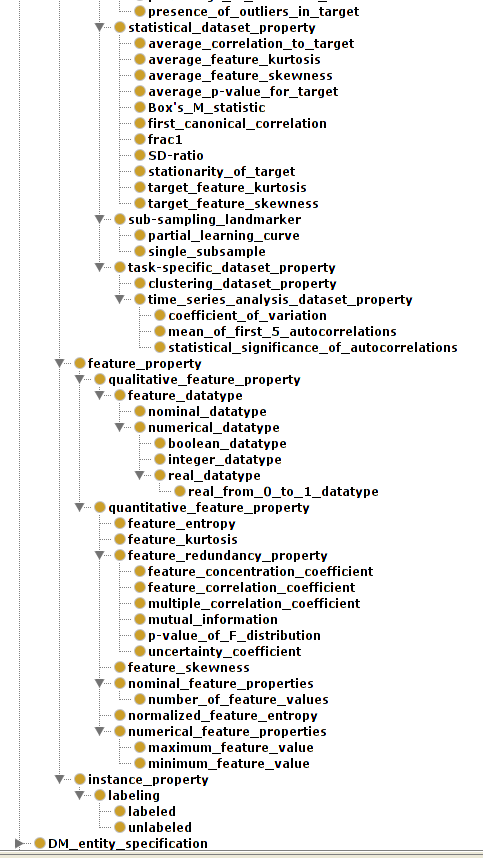 presence_of_outliers_in_target
statistical_dataset_property
average_correlation_to_target
average_feature_kurtosis
average_feature_skewness
average_p-value_for_target
Box's_M_statistic
first_canonical_correlation
frac1
SD-ratio
stationarity_of_target
target_feature_kurtosis
target_feature_skewness
sub-sampling_landmarker
partial_learning_curve
single_subsample
task-specific_dataset_property
clustering_dataset_property
time_series_analysis_dataset_property
coefficient_of_variation
mean_of_first_5_autocorrelations
statistical_significance_of_autocorrelations
feature_property
qualitative_feature_property
feature_datatype
nominal_datatype
numerical_datatype
boolean_datatype
integer_datatype
real_datatype
real_from_0_to_1_datatype
quantitative_feature_property
feature_entropy
feature_kurtosis
feature_redundancy_property
feature_concentration_coefficient
feature_correlation_coefficient
multiple_correlation_coefficient
mutual_information
p-value_of_F_distribution
uncertainty_coefficient
feature_skewness
nominal_feature_properties
number_of_feature_values
normalized_feature_entropy
numerical_feature_properties
maximum_feature_value
minimum_feature_value
instance_property
labeling
labeled
unlabeled
DM_entity_specification